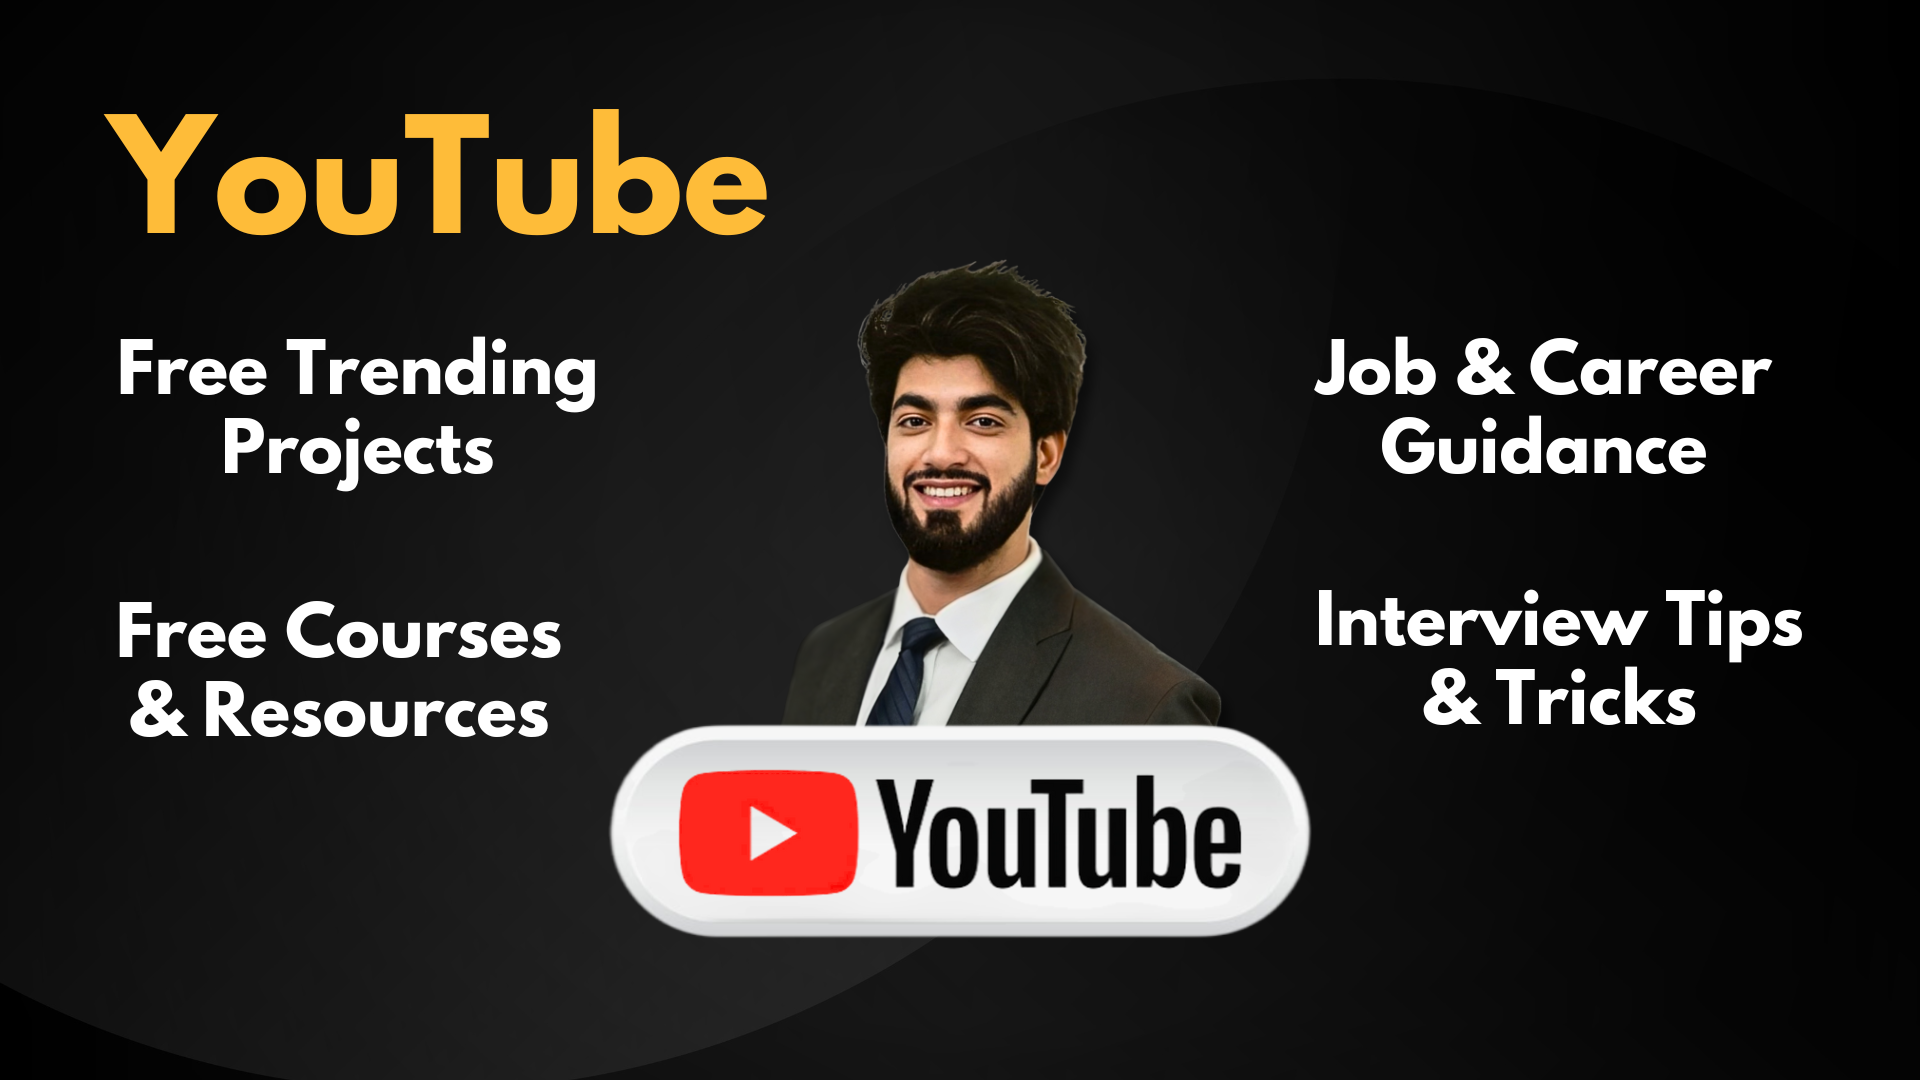 YouTube
Free Trending
Projects
Free Courses
& Resources
Job & Career
Guidance
Interview Tips
& Tricks
YouTube